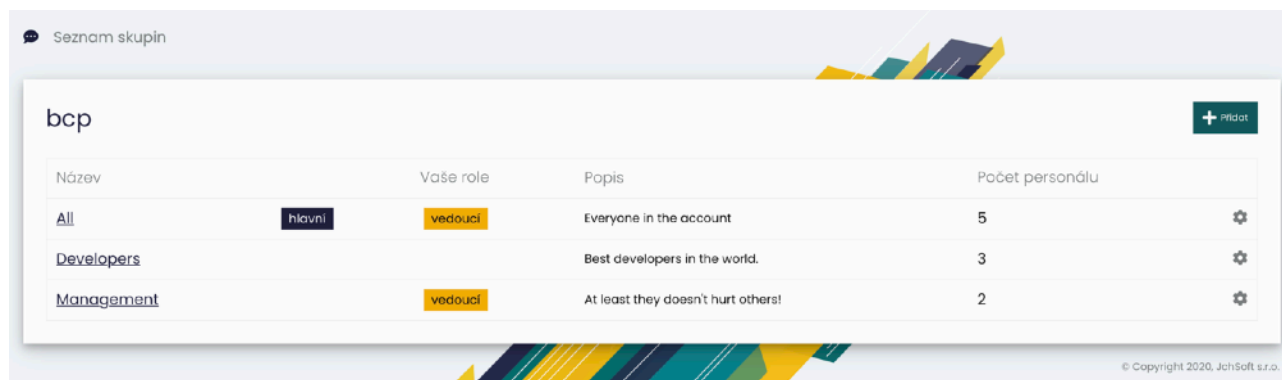 Seznam skupin
bcp
Přidat
Název Vaše role Popis Počet personálu
All hlavní vedoucí Everyone in the account 5
Developers Best developers in the world. 3
Management vedoucí At least they doesn't hurt others! 2
© Copyright 2020, JchSoft s.r.o.